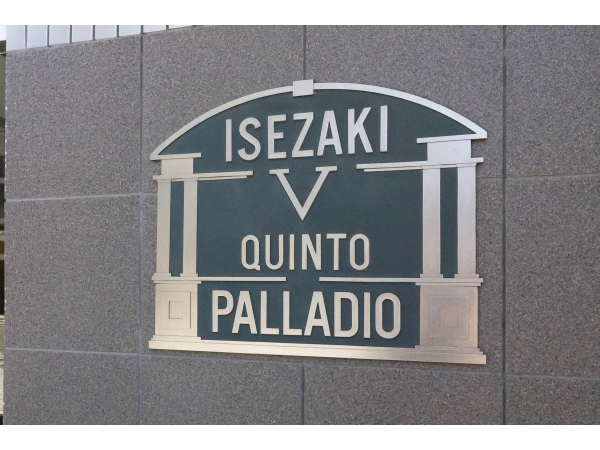 ISEZAKI
V
QUINTO
PALLADIO